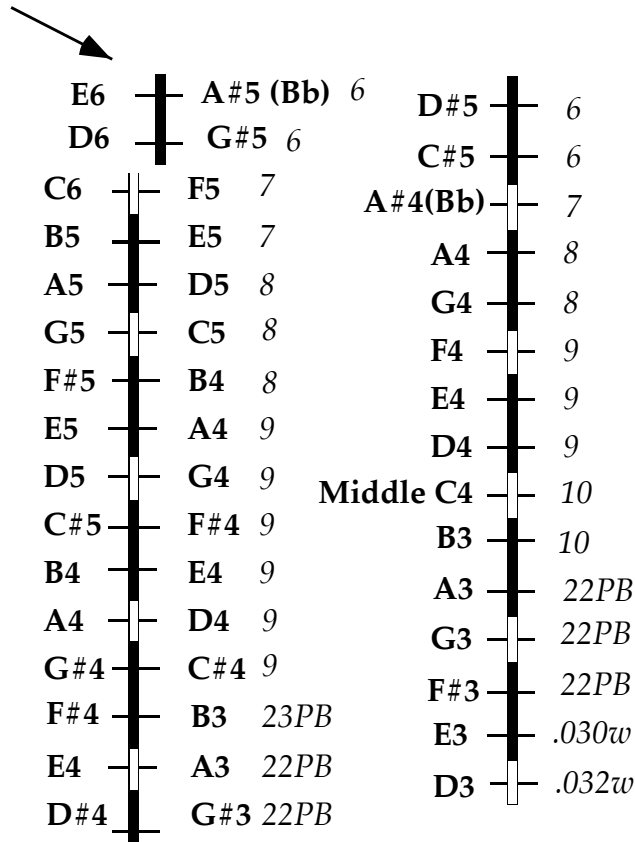 E6 A#5 (Bb) 6
D6 G#5 6
C6 F5 7
B5 E5 7
A5 D5 8
G5 C5 8
F#5 B4 8
E5 A4 9
D5 G4 9
C#5 F#4 9
B4 E4 9
A4 D4 9
G#4 C#4 9
F#4 B3 23PB
E4 A3 22PB
D#4 G#3 22PB
D#5 6
C#5 6
A#4(Bb) 7
A4 8
G4 8
F4 9
E4 9
D4 9
Middle C4 10
B3 10
A3 22PB
G3 22PB
F#3 22PB
E3 .030w
D3 .032w